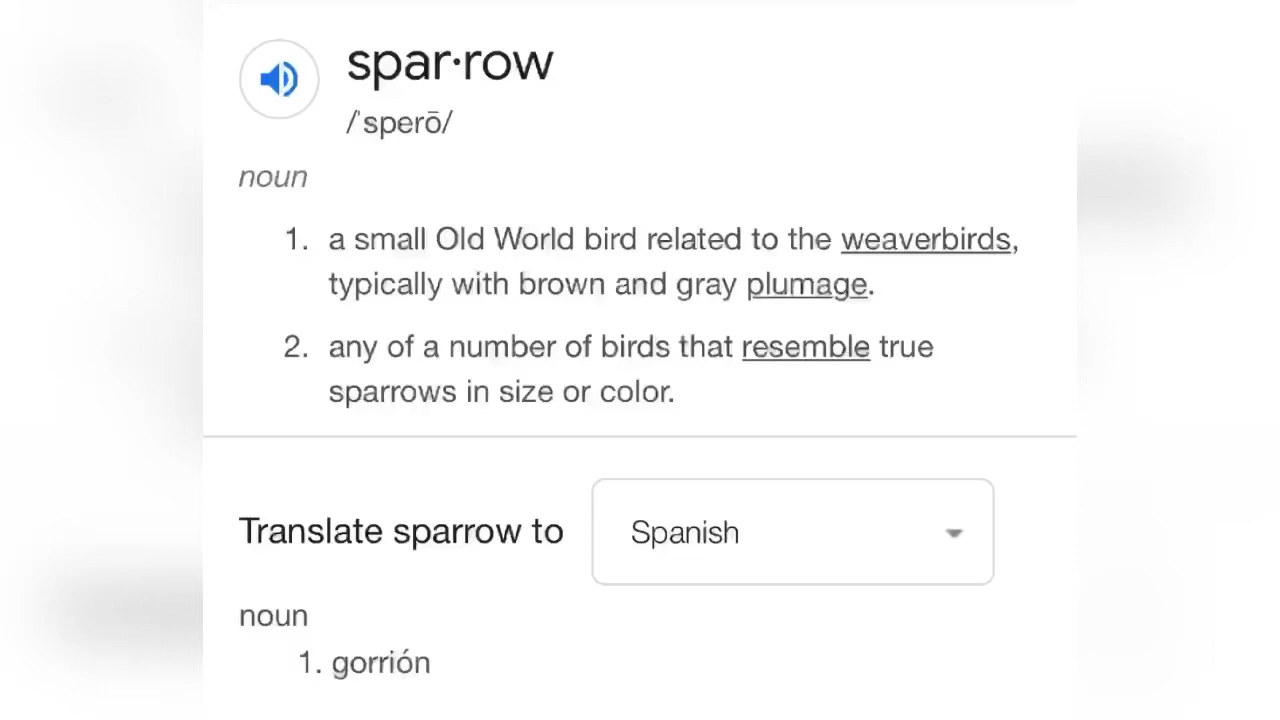 spar·row
/ˈsperō/
noun
1. a small Old World bird related to the weaverbirds,
typically with brown and gray plumage.
2. any of a number of birds that resemble true
sparrows in size or color.
Translate sparrow to Spanish
noun
1. gorrión